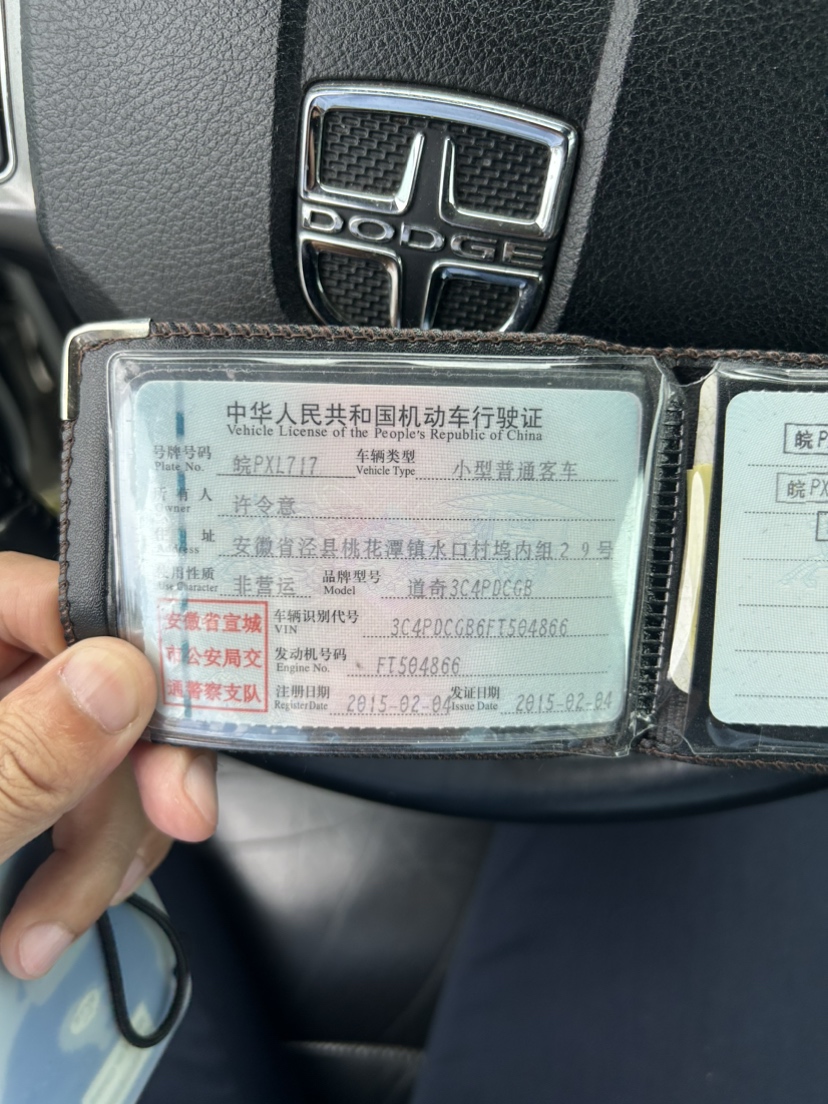 DODGE
中华人民共和国机动车行驶证
Vehicle License of the People's Republic of China
号牌号码 皖PXL717 车辆类型 小型普通客车
Plate No. Vehicle Type
所有人 许令意
Owner
住址 安徽省泾县桃花潭镇水口村坞内组29号
Address
使用性质 非营运 品牌型号 道奇3C4PDCGB
Use Character Model
安徽省宣城 车辆识别代号 3C4PDCGB6FT504866
VIN
市公安局交 发动机号码 FT504866
Engine No.
通警察支队 注册日期 2015-02-04 发证日期 2015-02-04
Register Date Issue Date
皖P
皖PX